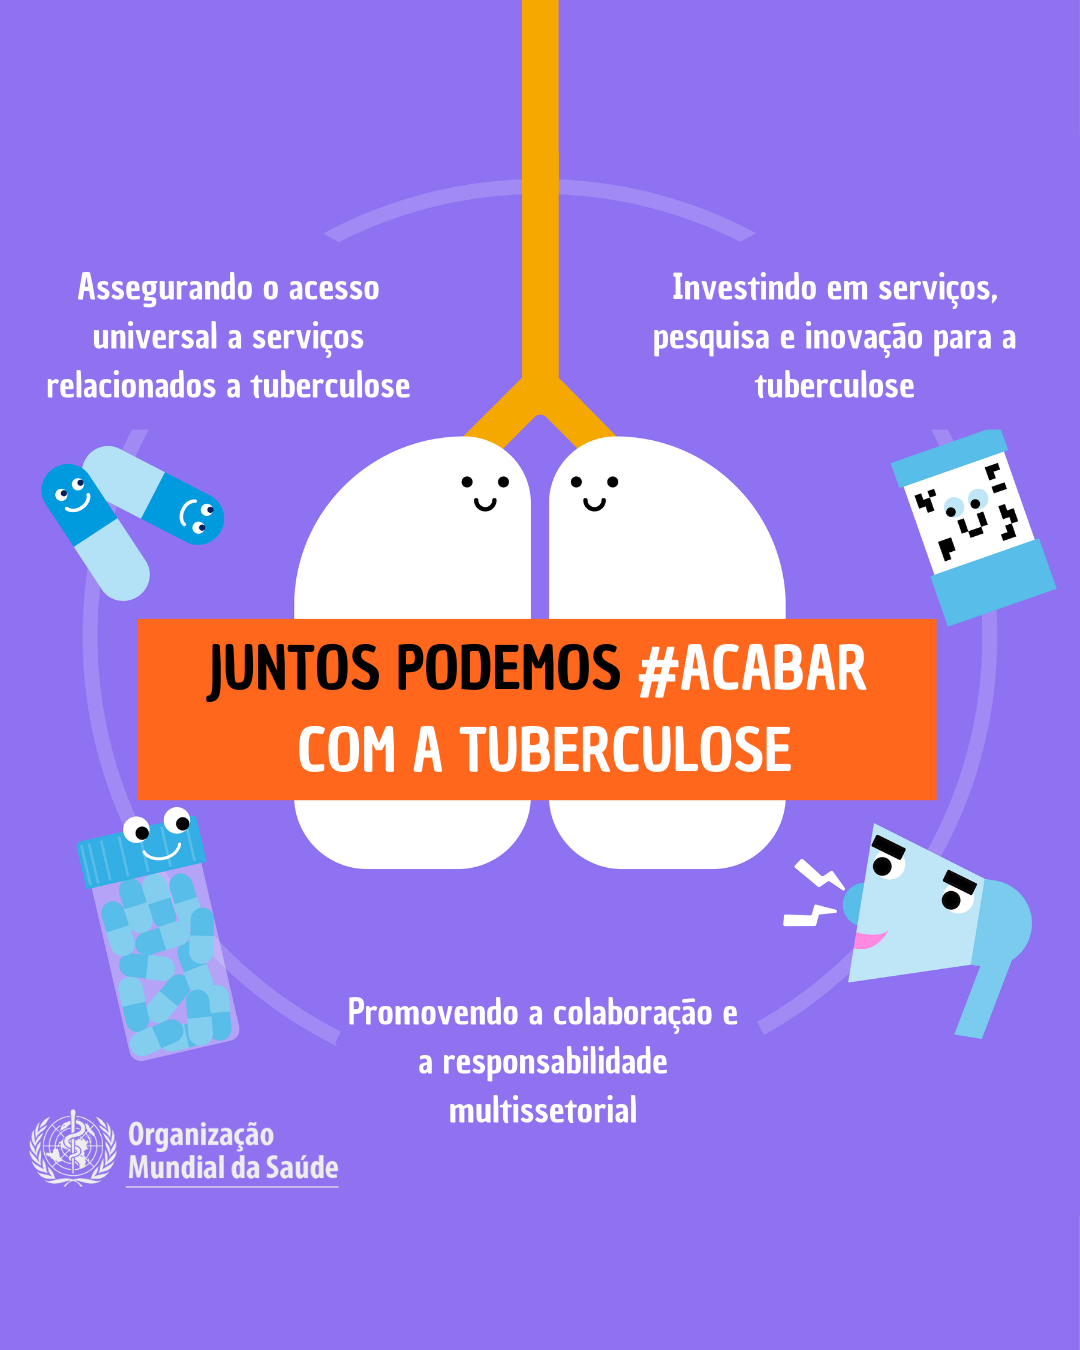 Assegurando o acesso
universal a serviços
relacionados a tuberculose
Investindo em serviços,
pesquisa e inovação para a
tuberculose
JUNTOS PODEMOS #ACABAR
COM A TUBERCULOSE
Promovendo a colaboração e
a responsabilidade
multissetorial
Organização
Mundial da Saúde